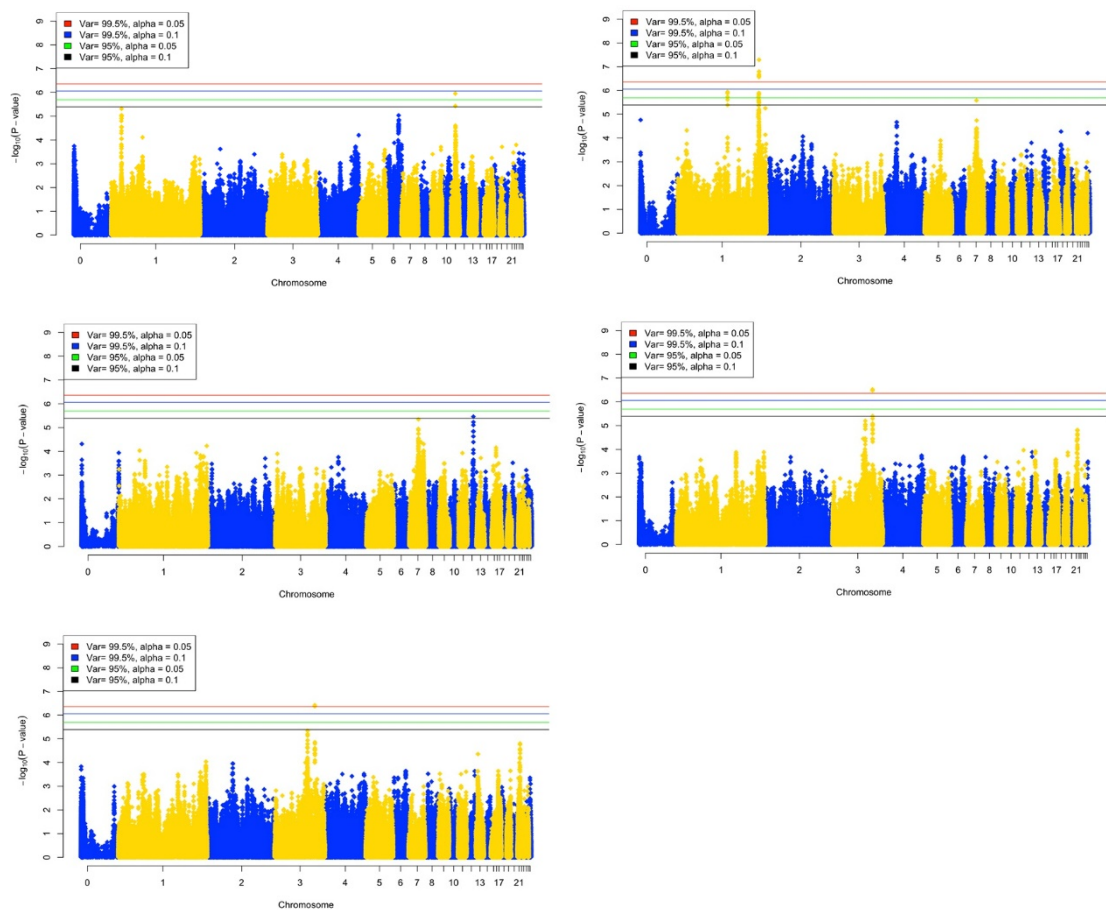 Var= 99.5%, alpha = 0.05
Var= 99.5%, alpha = 0.1
Var= 95%, alpha = 0.05
Var= 95%, alpha = 0.1
9
8
7
6
5
4
3
2
1
0
−log10(P − value)
0 1 2 3 4 5 6 7 8 10 13 17 21
Chromosome
Var= 99.5%, alpha = 0.05
Var= 99.5%, alpha = 0.1
Var= 95%, alpha = 0.05
Var= 95%, alpha = 0.1
9
8
7
6
5
4
3
2
1
0
−log10(P − value)
0 1 2 3 4 5 6 7 8 10 13 17 21
Chromosome
Var= 99.5%, alpha = 0.05
Var= 99.5%, alpha = 0.1
Var= 95%, alpha = 0.05
Var= 95%, alpha = 0.1
9
8
7
6
5
4
3
2
1
0
−log10(P − value)
0 1 2 3 4 5 6 7 8 10 13 17 21
Chromosome
Var= 99.5%, alpha = 0.05
Var= 99.5%, alpha = 0.1
Var= 95%, alpha = 0.05
Var= 95%, alpha = 0.1
9
8
7
6
5
4
3
2
1
0
−log10(P − value)
0 1 2 3 4 5 6 7 8 10 13 17 21
Chromosome
Var= 99.5%, alpha = 0.05
Var= 99.5%, alpha = 0.1
Var= 95%, alpha = 0.05
Var= 95%, alpha = 0.1
9
8
7
6
5
4
3
2
1
0
−log10(P − value)
0 1 2 3 4 5 6 7 8 10 13 17 21
Chromosome